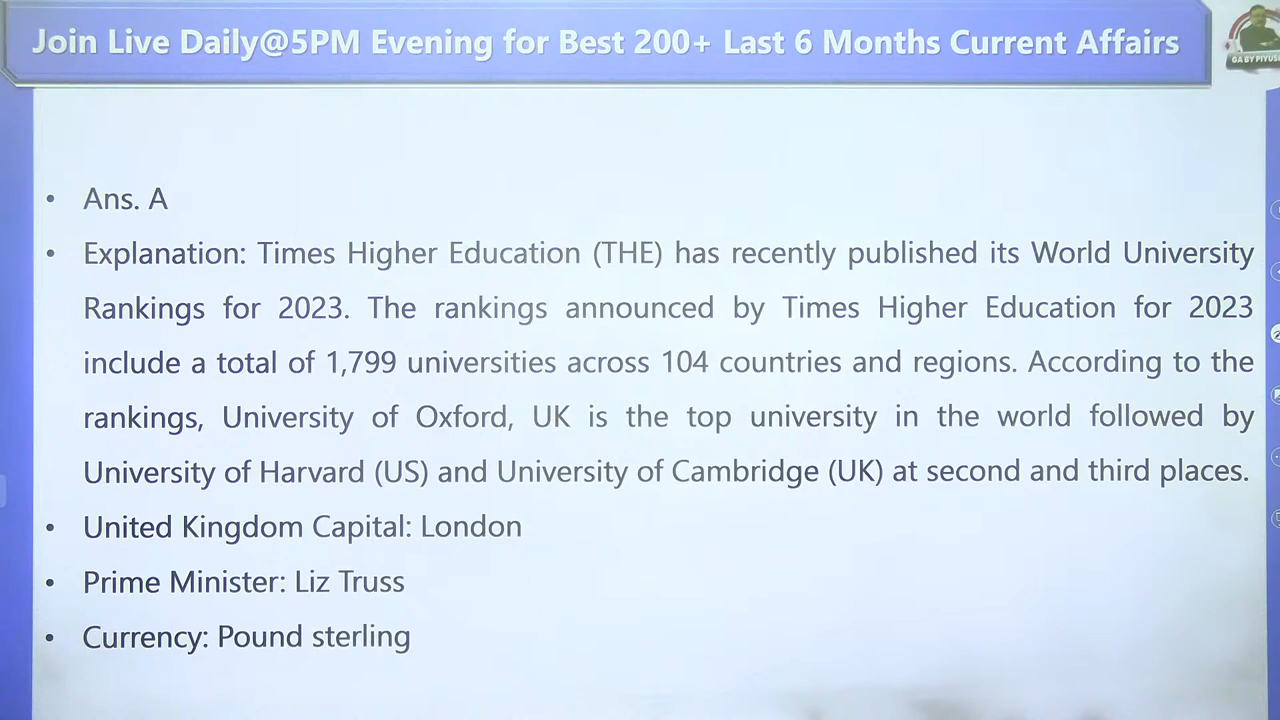 Join Live Daily@5PM Evening for Best 200+ Last 6 Months Current Affairs
GA BY PIYUSH
• Ans. A
• Explanation: Times Higher Education (THE) has recently published its World University
Rankings for 2023. The rankings announced by Times Higher Education for 2023
include a total of 1,799 universities across 104 countries and regions. According to the
rankings, University of Oxford, UK is the top university in the world followed by
University of Harvard (US) and University of Cambridge (UK) at second and third places.
• United Kingdom Capital: London
• Prime Minister: Liz Truss
• Currency: Pound sterling